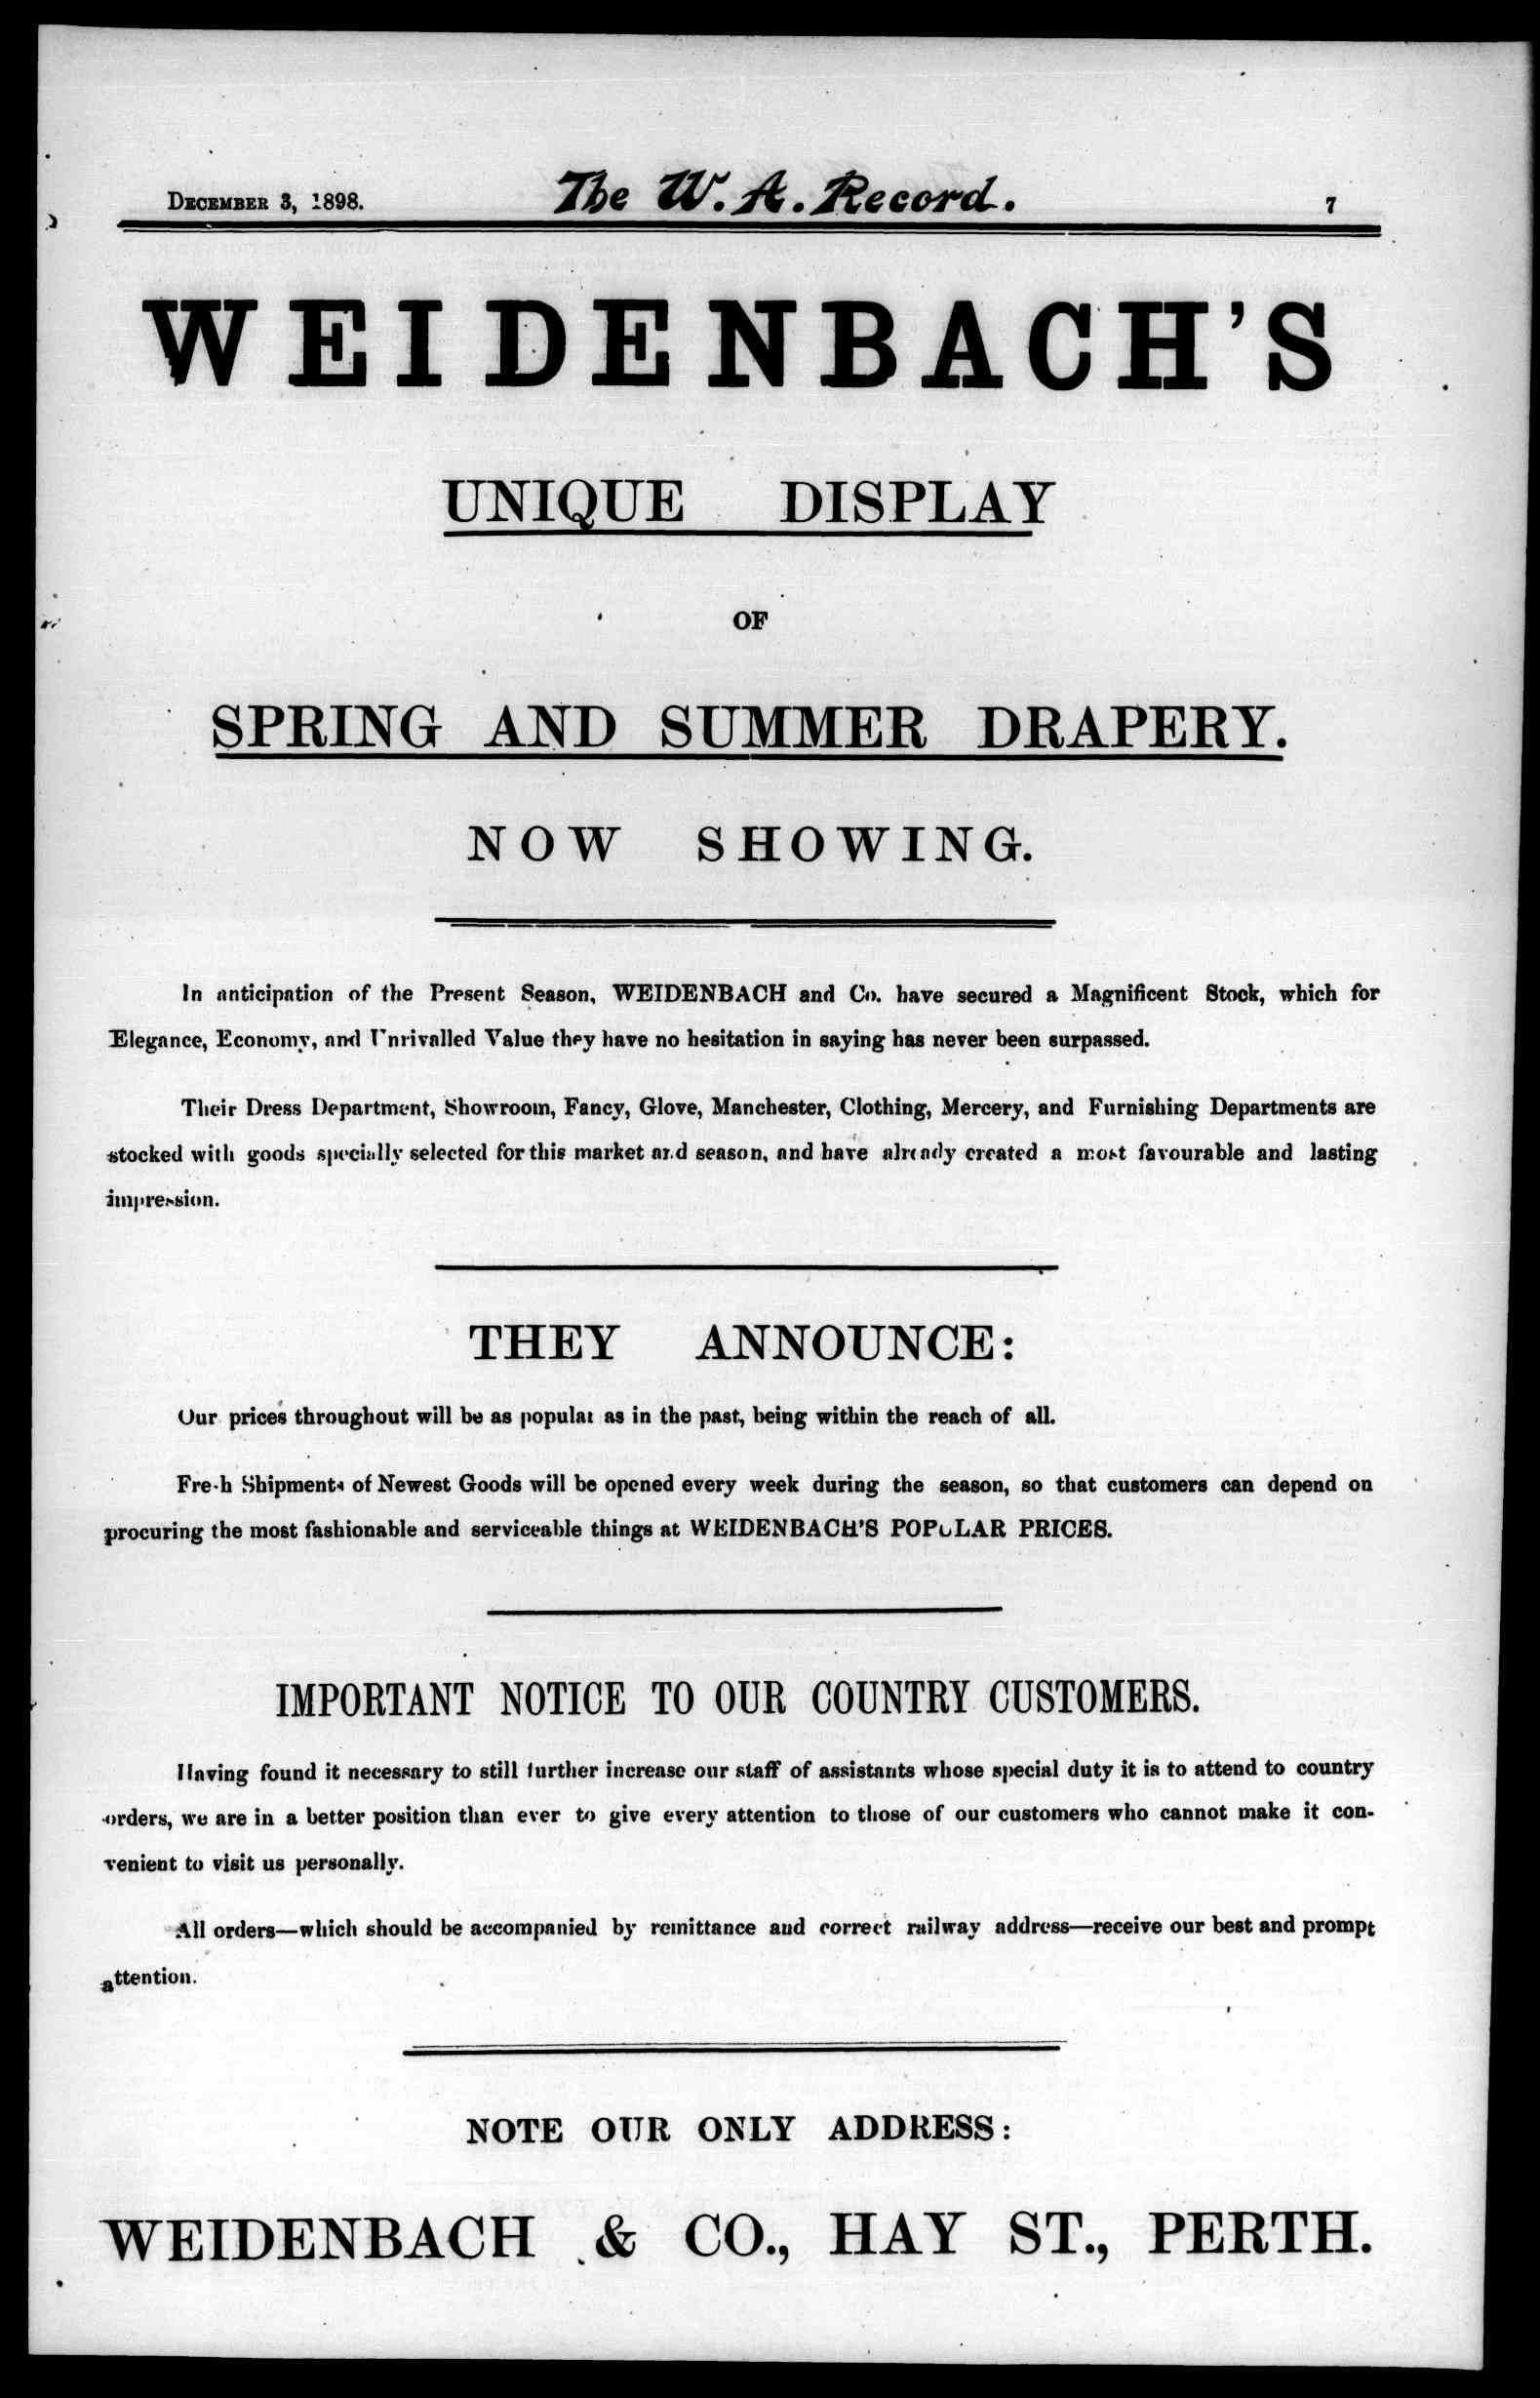 DECEMBER 3, 1898.
The W. A. Record.
7
WEIDENBACH'S
UNIQUE DISPLAY
OF
SPRING AND SUMMER DRAPERY.
NOW SHOWING.
In anticipation of the Present Season, WEIDENBACH and Co. have secured a Magnificent Stock, which for
Elegance, Economy, and Unrivalled Value they have no hesitation in saying has never been surpassed.
Their Dress Department, Showroom, Fancy, Glove, Manchester, Clothing, Mercery, and Furnishing Departments are
stocked with goods specially selected for this market and season, and have already created a most favourable and lasting
impression.
THEY ANNOUNCE:
Our prices throughout will be as popular as in the past, being within the reach of all.
Fresh Shipments of Newest Goods will be opened every week during the season, so that customers can depend on
procuring the most fashionable and serviceable things at WEIDENBACH'S POPULAR PRICES.
IMPORTANT NOTICE TO OUR COUNTRY CUSTOMERS.
Having found it necessary to still further increase our staff of assistants whose special duty it is to attend to country
orders, we are in a better position than ever to give every attention to those of our customers who cannot make it con-
venient to visit us personally.
All orders—which should be accompanied by remittance and correct railway address—receive our best and prompt
attention.
NOTE OUR ONLY ADDRESS:
WEIDENBACH & CO., HAY ST., PERTH.